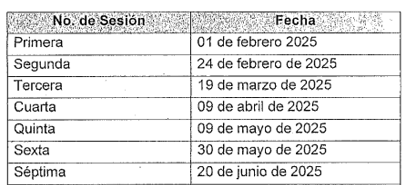 No. de Sesión Fecha
Primera 01 de febrero 2025
Segunda 24 de febrero de 2025
Tercera 19 de marzo de 2025
Cuarta 09 de abril de 2025
Quinta 09 de mayo de 2025
Sexta 30 de mayo de 2025
Séptima 20 de junio de 2025